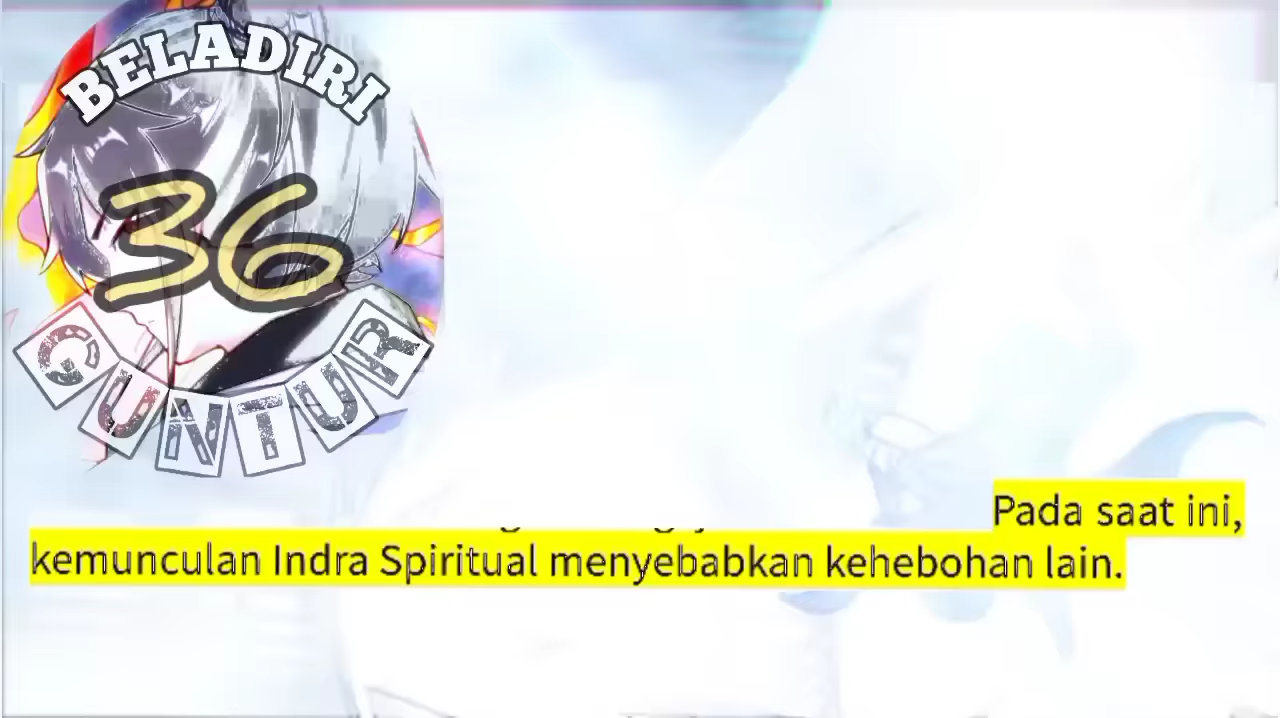 BELADIRI
36
GUNTUR
Pada saat ini,
kemunculan Indra Spiritual menyebabkan kehebohan lain.